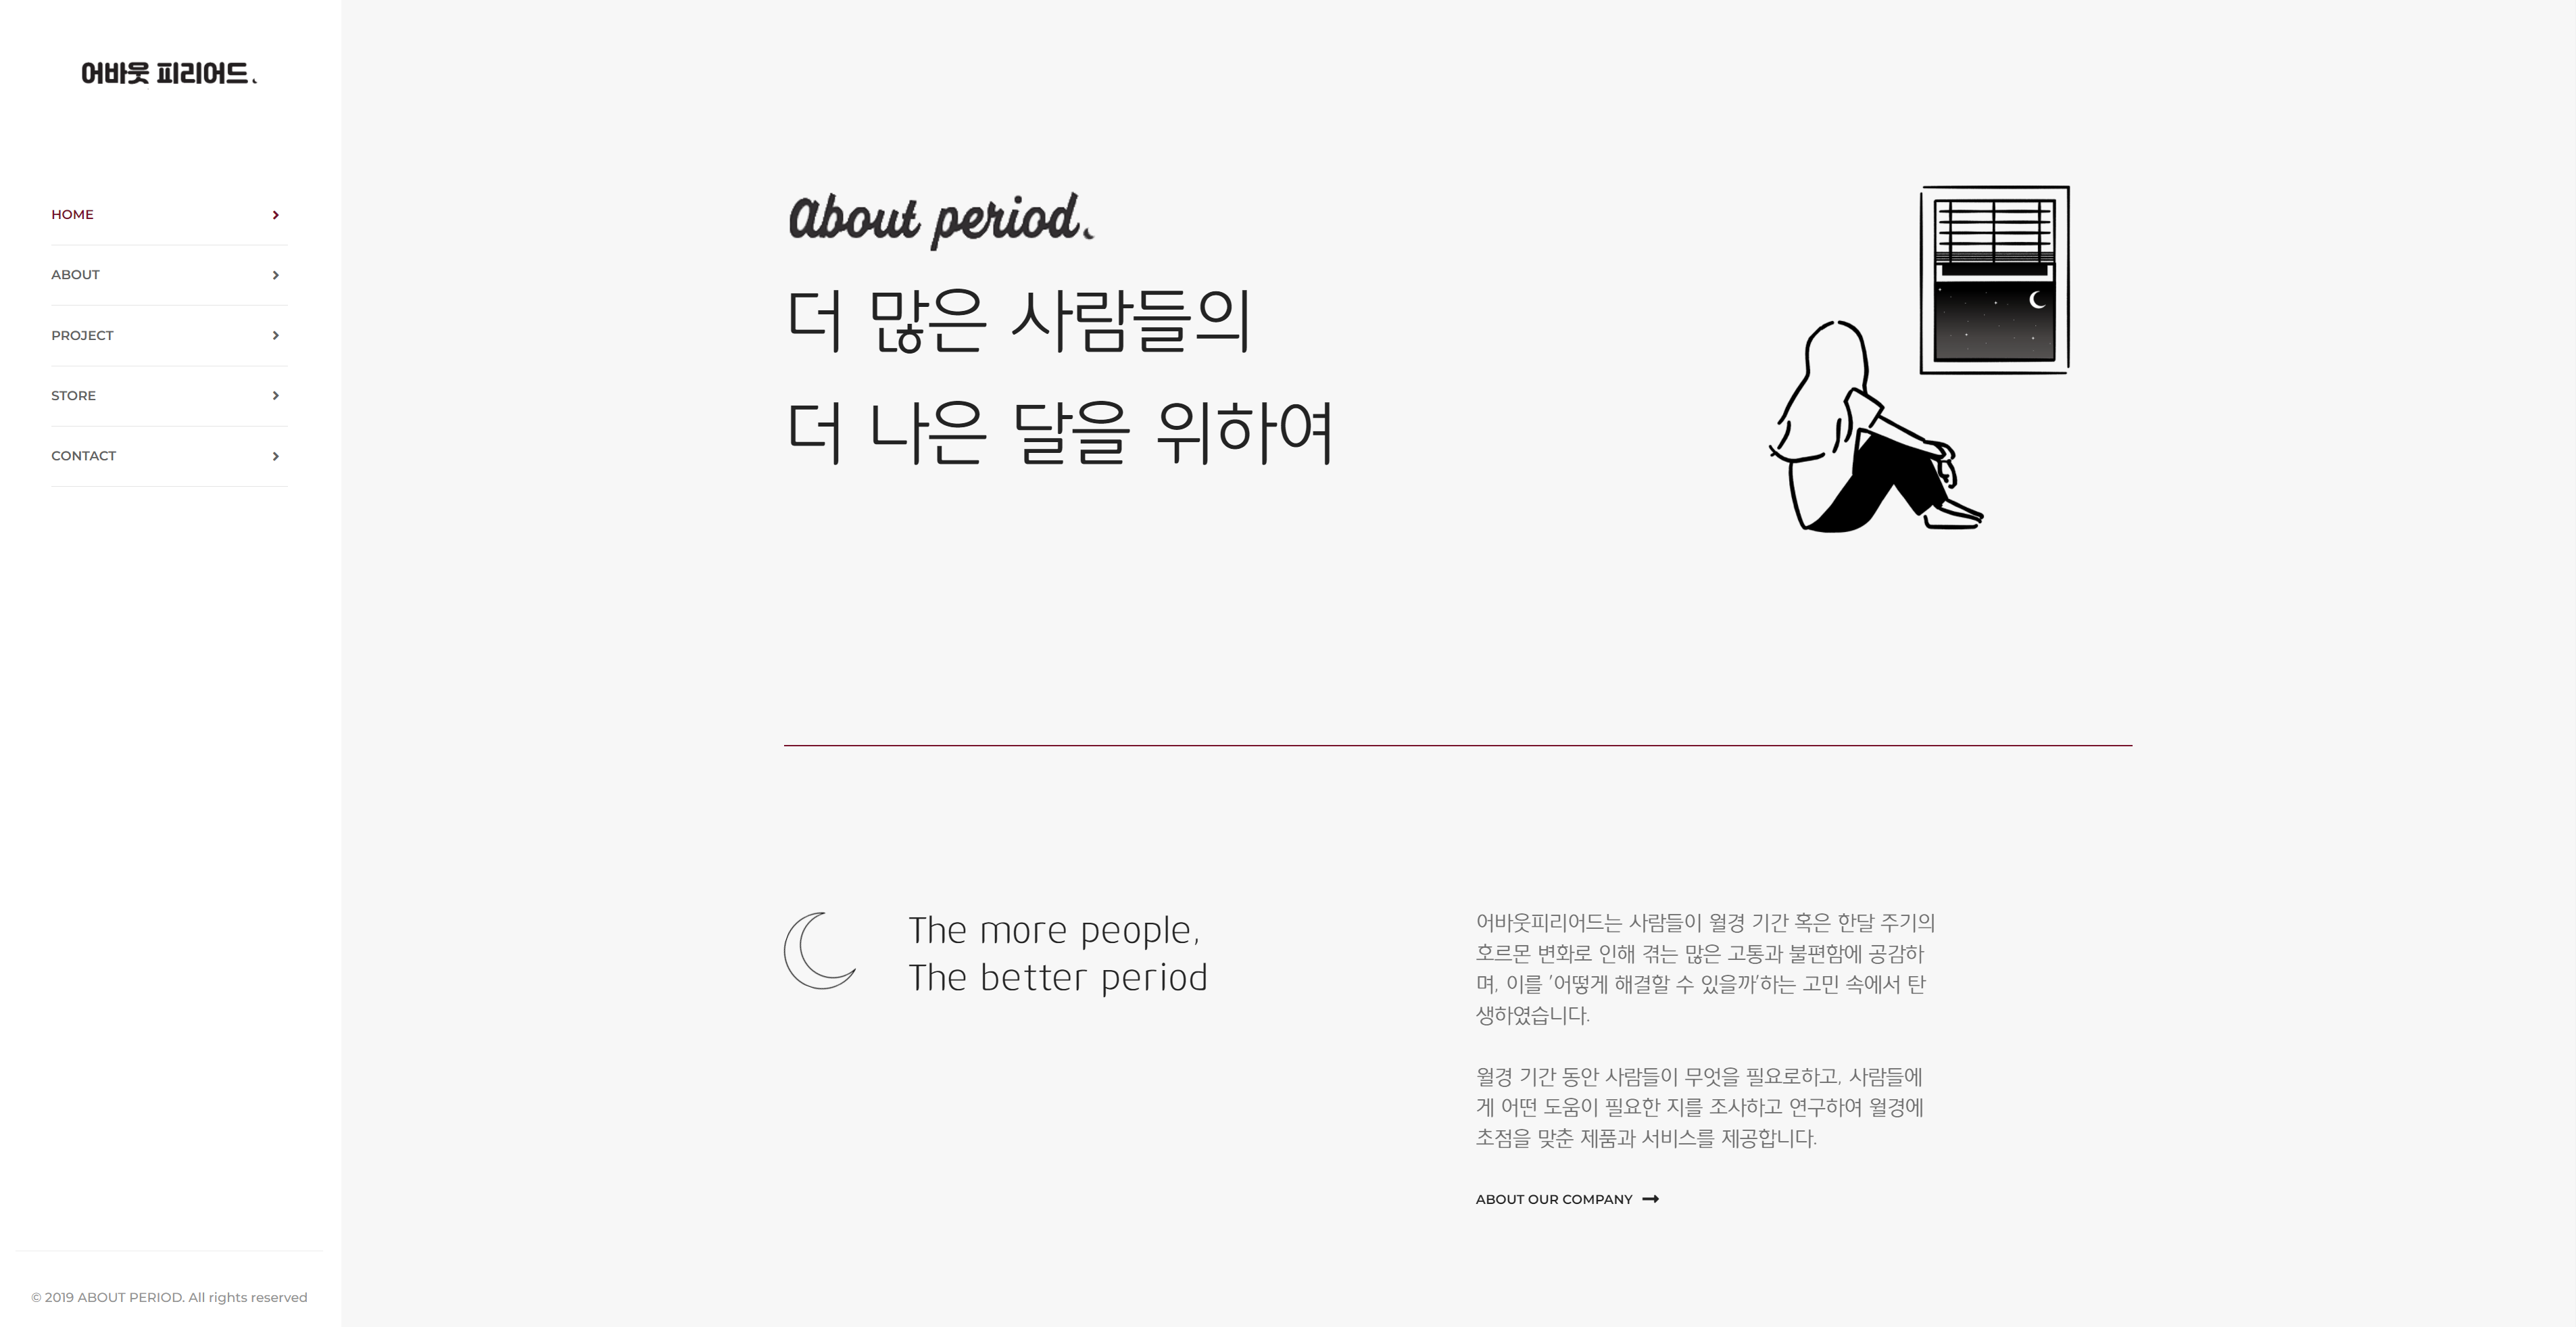 어바웃 피리어드.
HOME
ABOUT
PROJECT
STORE
CONTACT
© 2019 ABOUT PERIOD. All rights reserved
About period.
더 많은 사람들의
더 나은 달을 위하여
The more people,
The better period
어바웃피리어드는 사람들이 월경 기간 혹은 한달 주기의
호르몬 변화로 인해 겪는 많은 고통과 불편함에 공감하
며, 이를 '어떻게 해결할 수 있을까'하는 고민 속에서 탄
생하였습니다.
월경 기간 동안 사람들이 무엇을 필요로하고, 사람들에
게 어떤 도움이 필요한 지를 조사하고 연구하여 월경에
초점을 맞춘 제품과 서비스를 제공합니다.
ABOUT OUR COMPANY